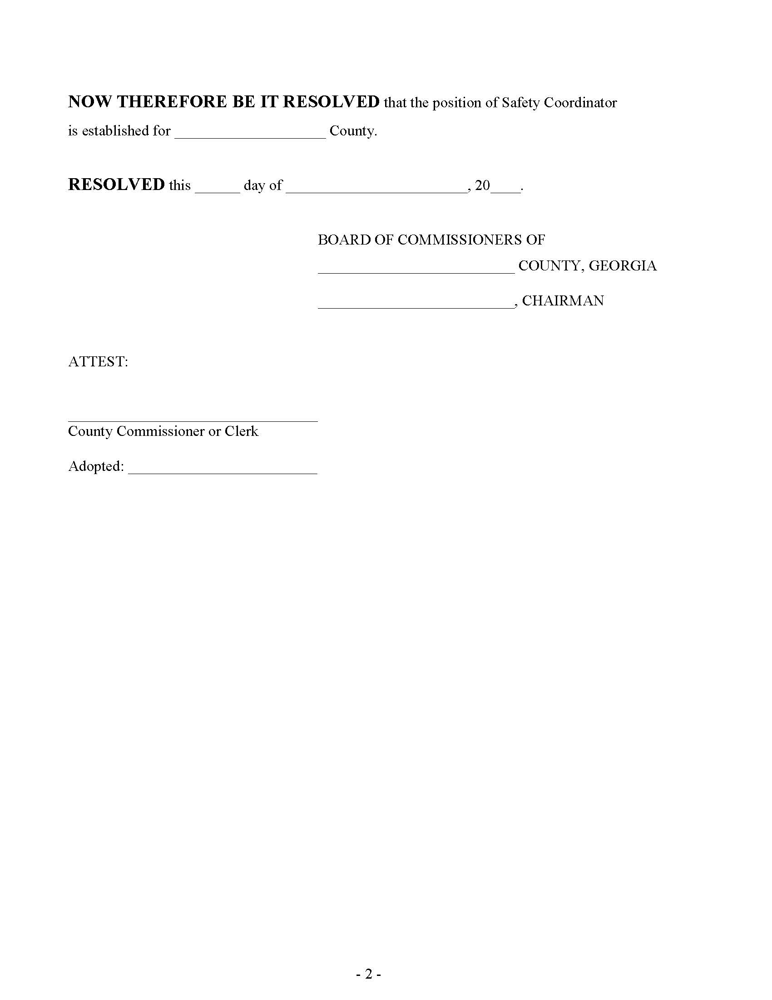 NOW THEREFORE BE IT RESOLVED that the position of Safety Coordinator
is established for ____________________ County.
RESOLVED this ______ day of ________________________, 20____.
BOARD OF COMMISSIONERS OF
__________________________ COUNTY, GEORGIA
__________________________, CHAIRMAN
ATTEST:
_________________________________
County Commissioner or Clerk
Adopted: _________________________
- 2 -